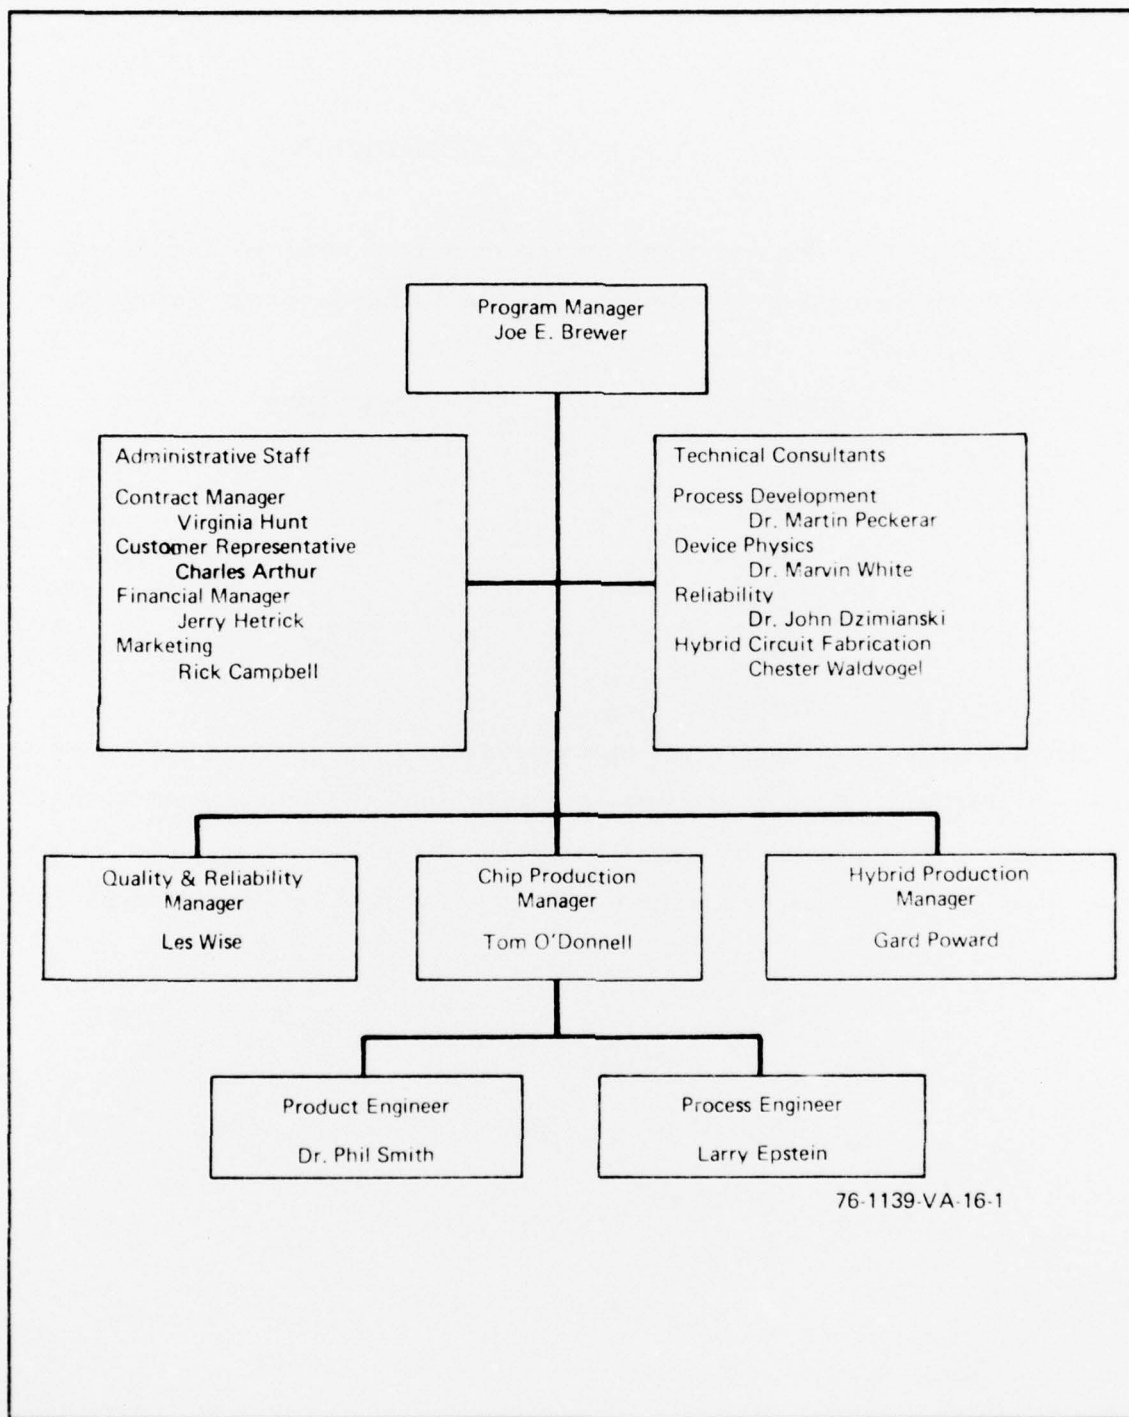 Program Manager
Joe E. Brewer
Administrative Staff
Contract Manager
Virginia Hunt
Customer Representative
Charles Arthur
Financial Manager
Jerry Hetrick
Marketing
Rick Campbell
Technical Consultants
Process Development
Dr. Martin Peckerar
Device Physics
Dr. Marvin White
Reliability
Dr. John Dzimianski
Hybrid Circuit Fabrication
Chester Waldvogel
Quality & Reliability
Manager
Les Wise
Chip Production
Manager
Tom O'Donnell
Hybrid Production
Manager
Gard Poward
Product Engineer
Dr. Phil Smith
Process Engineer
Larry Epstein
76-1139-VA-16-1